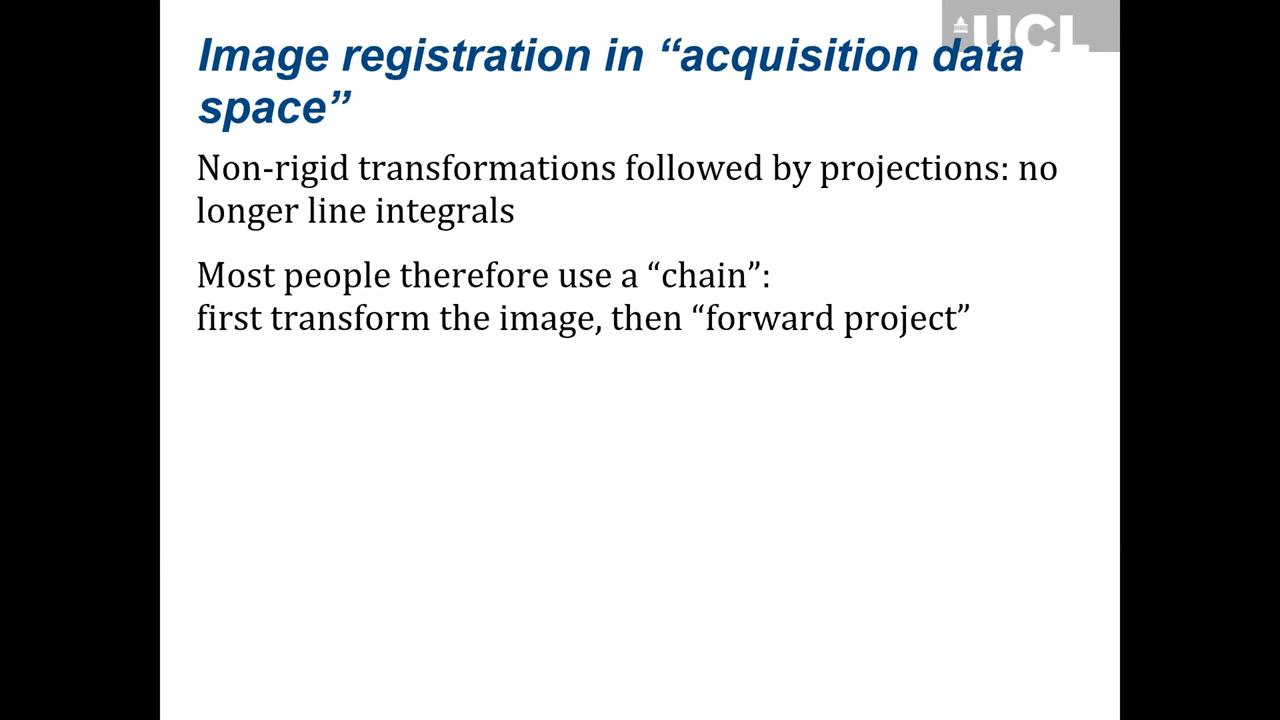 UCL
Image registration in “acquisition data
space”
Non-rigid transformations followed by projections: no
longer line integrals
Most people therefore use a “chain”:
first transform the image, then “forward project”